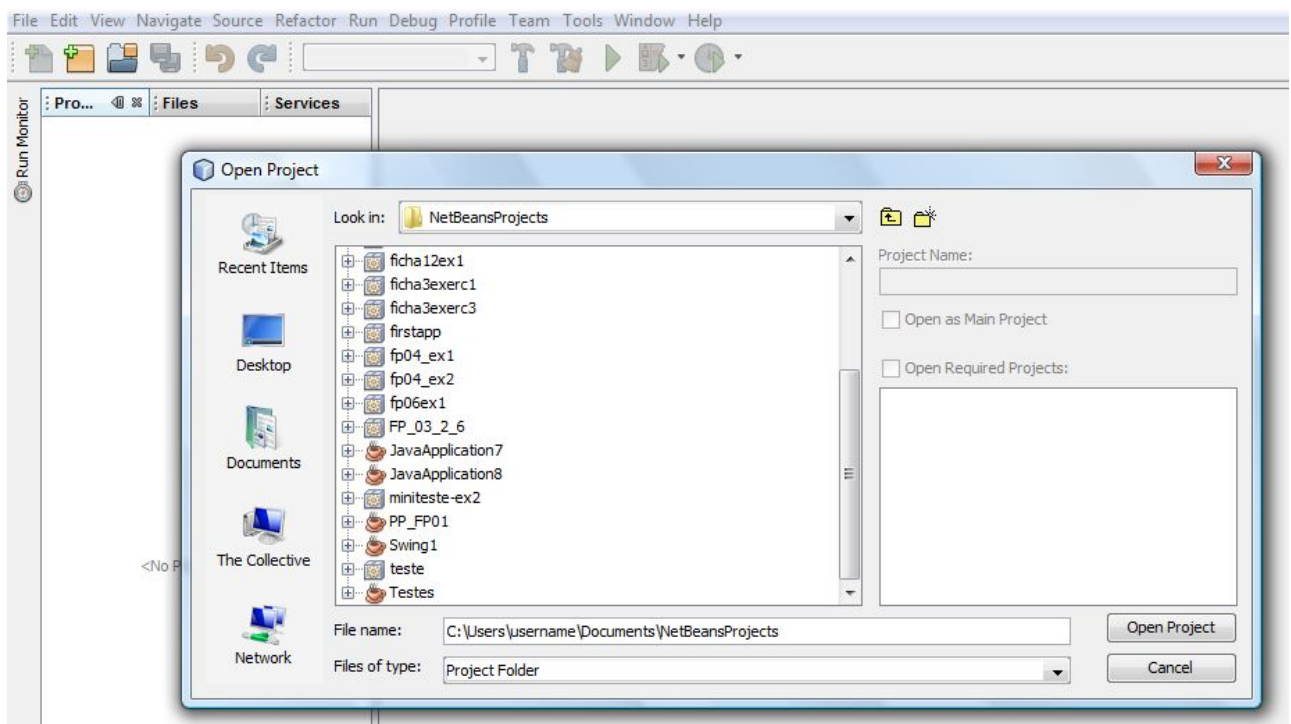 File Edit View Navigate Source Refactor Run Debug Profile Team Tools Window Help
Pro... Files Services
Run Monitor
Open Project
Look in: NetBeansProjects
Recent Items
Desktop
Documents
The Collective
Network
ficha12ex1
ficha3exerc1
ficha3exerc3
firstapp
fp04_ex1
fp04_ex2
fp06ex1
FP_03_2_6
JavaApplication7
JavaApplication8
miniteste-ex2
PP_FP01
Swing1
teste
Testes
Project Name:
Open as Main Project
Open Required Projects:
<No P
File name: C:\Users\username\Documents\NetBeansProjects
Open Project
Files of type: Project Folder
Cancel